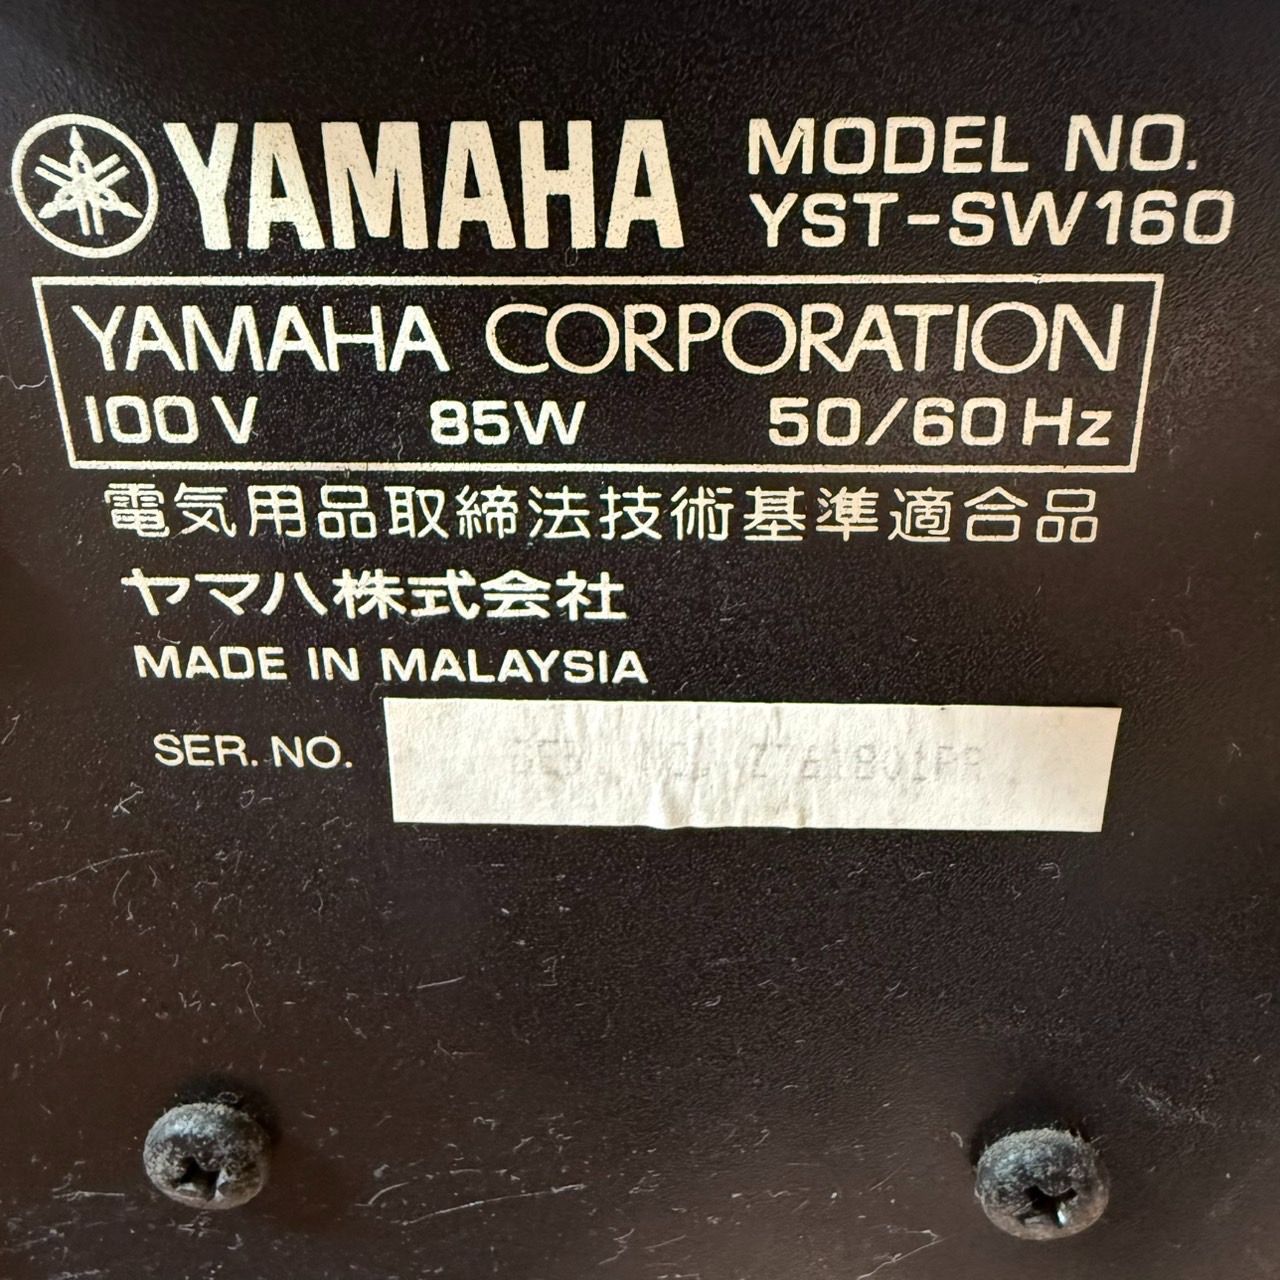 YAMAHA
MODEL NO.
YST-SW160
YAMAHA CORPORATION
100V 85W 50/60Hz
電気用品取締法技術基準適合品
ヤマハ株式会社
MADE IN MALAYSIA
SER. NO.